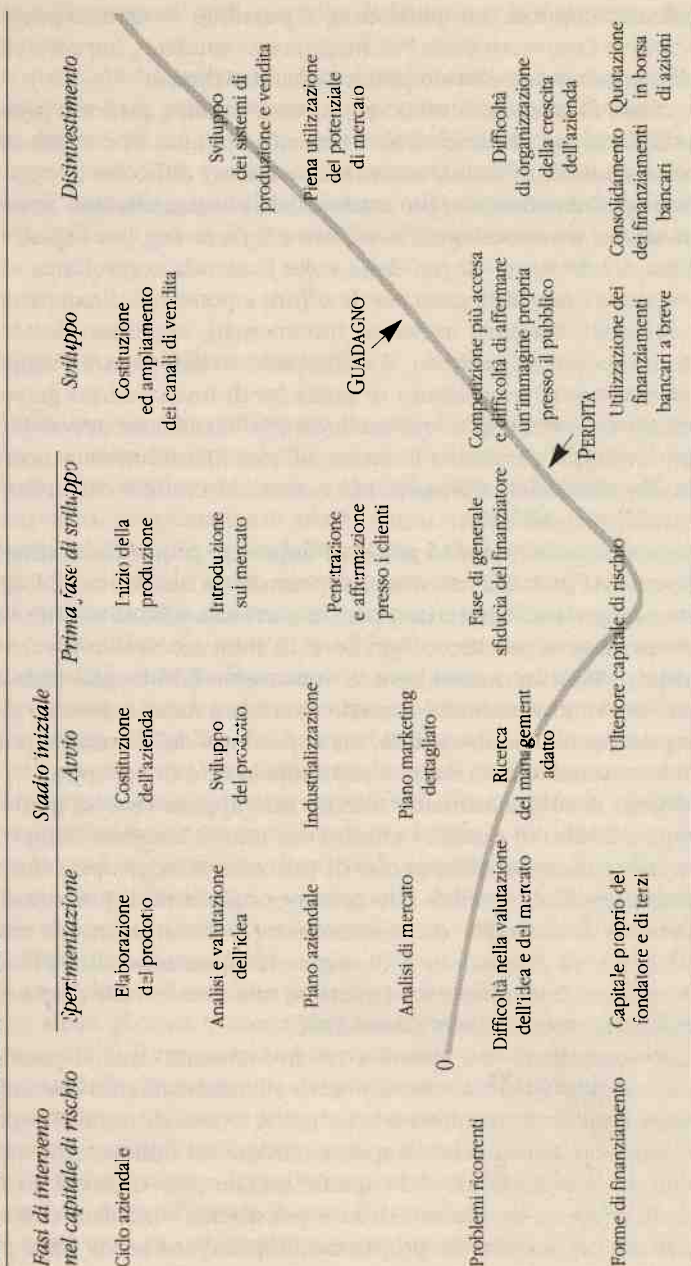 Fasi di intervento
nel capitale di rischio
Stadio iniziale
iperimentazione
Avvio
Prima fase di sviluppo
Sviluppo
Disinvestimento
Ciclo aziendale
Elaborazione
del prodotto
Costituzione
dell'azienda
Inizio della
produzione
Costituzione
ed ampliamento
dei canali di vendita
Analisi e valutazione
dell'idea
Sviluppo
del prodotto
Introduzione
sul mercato
Sviluppo
dei sistemi di
produzione e vendita
Piano aziendale
Industrializzazione
Penetrazione
e affermazione
presso i clienti
Piena utilizzazione
del potenziale
di mercato
Analisi di mercato
Piano marketing
dettagliato
GUADAGNO
0
Problemi ricorrenti
Difficoltà nella valutazione
dell'idea e del mercato
Ricerca
del management
adatto
Fase di generale
sfiducia del finanziatore
Competizione più accesa
e difficoltà di affermare
un'immagine propria
presso il pubblico
Difficoltà
di organizzazione
della crescita
dell'azienda
PERDITA
Forme di finanziamento
Capitale proprio del
fondatore e di terzi
Ulteriore capitale di rischio
Utilizzazione dei
finanziamenti
bancari a breve
Consolidamento
dei finanziamenti
bancari
Quotazione
in borsa
di azioni